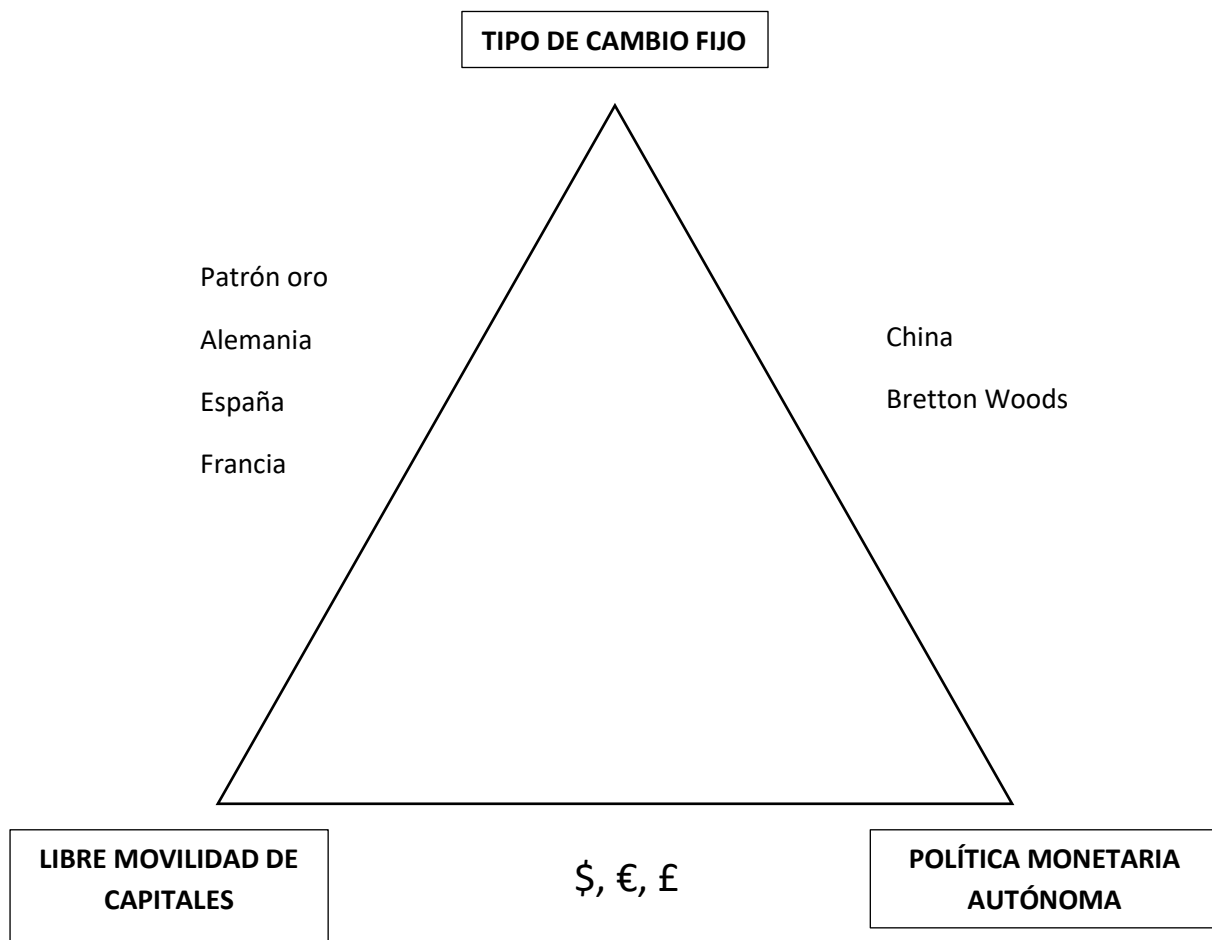 TIPO DE CAMBIO FIJO
Patrón oro
Alemania
España
Francia
China
Bretton Woods
LIBRE MOVILIDAD DE
CAPITALES
$, €, £
POLÍTICA MONETARIA
AUTÓNOMA